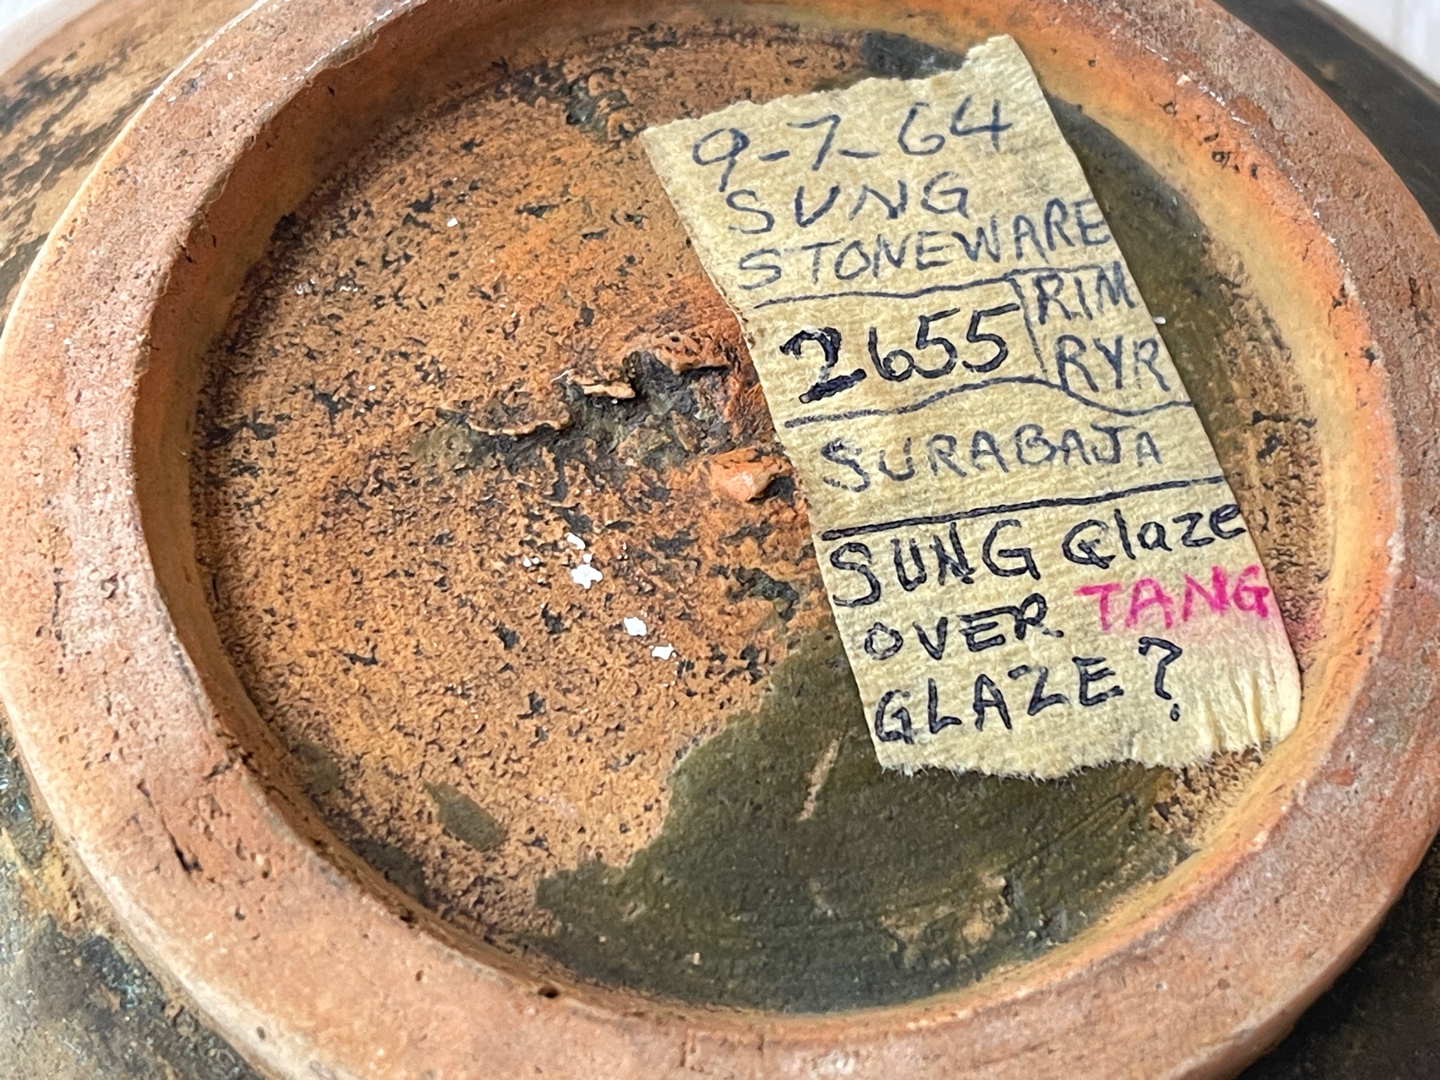 9-7-64
SUNG
STONEWARE
2655
RIM
RYR
SURABAJA
SUNG Glaze
OVER TANG
GLAZE?